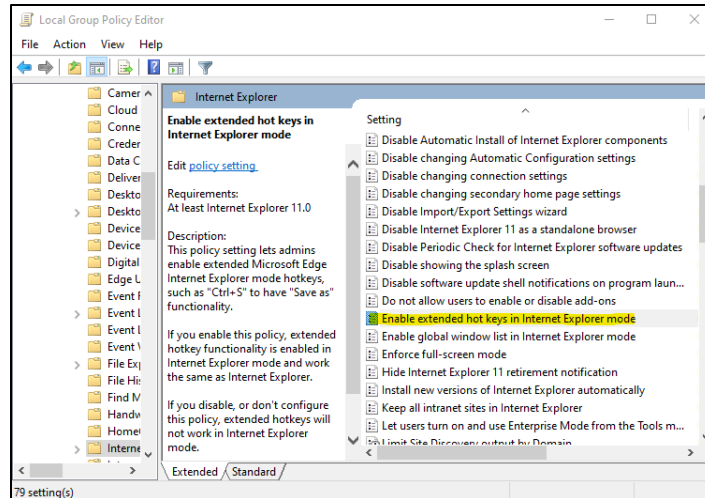 Local Group Policy Editor
File Action View Help
Camer
Cloud
Conne
Creder
Data C
Deliver
Deskto
Deskto
Device
Device
Digital
Edge U
Event F
Event L
Event L
Event V
File Exp
File His
Find M
Handw
Home
Interne
Internet Explorer
Enable extended hot keys in
Internet Explorer mode
Edit policy setting
Requirements:
At least Internet Explorer 11.0
Description:
This policy setting lets admins
enable extended Microsoft Edge
Internet Explorer mode hotkeys,
such as "Ctrl+S" to have "Save as"
functionality.
If you enable this policy, extended
hotkey functionality is enabled in
Internet Explorer mode and work
the same as Internet Explorer.
If you disable, or don't configure
this policy, extended hotkeys will
not work in Internet Explorer
mode.
Setting
Disable Automatic Install of Internet Explorer components
Disable changing Automatic Configuration settings
Disable changing connection settings
Disable changing secondary home page settings
Disable Import/Export Settings wizard
Disable Internet Explorer 11 as a standalone browser
Disable Periodic Check for Internet Explorer software updates
Disable showing the splash screen
Disable software update shell notifications on program laun...
Do not allow users to enable or disable add-ons
Enable extended hot keys in Internet Explorer mode
Enable global window list in Internet Explorer mode
Enforce full-screen mode
Hide Internet Explorer 11 retirement notification
Install new versions of Internet Explorer automatically
Keep all intranet sites in Internet Explorer
Let users turn on and use Enterprise Mode from the Tools m...
Limit Site Discovery output by Domain
Extended Standard
79 setting(s)